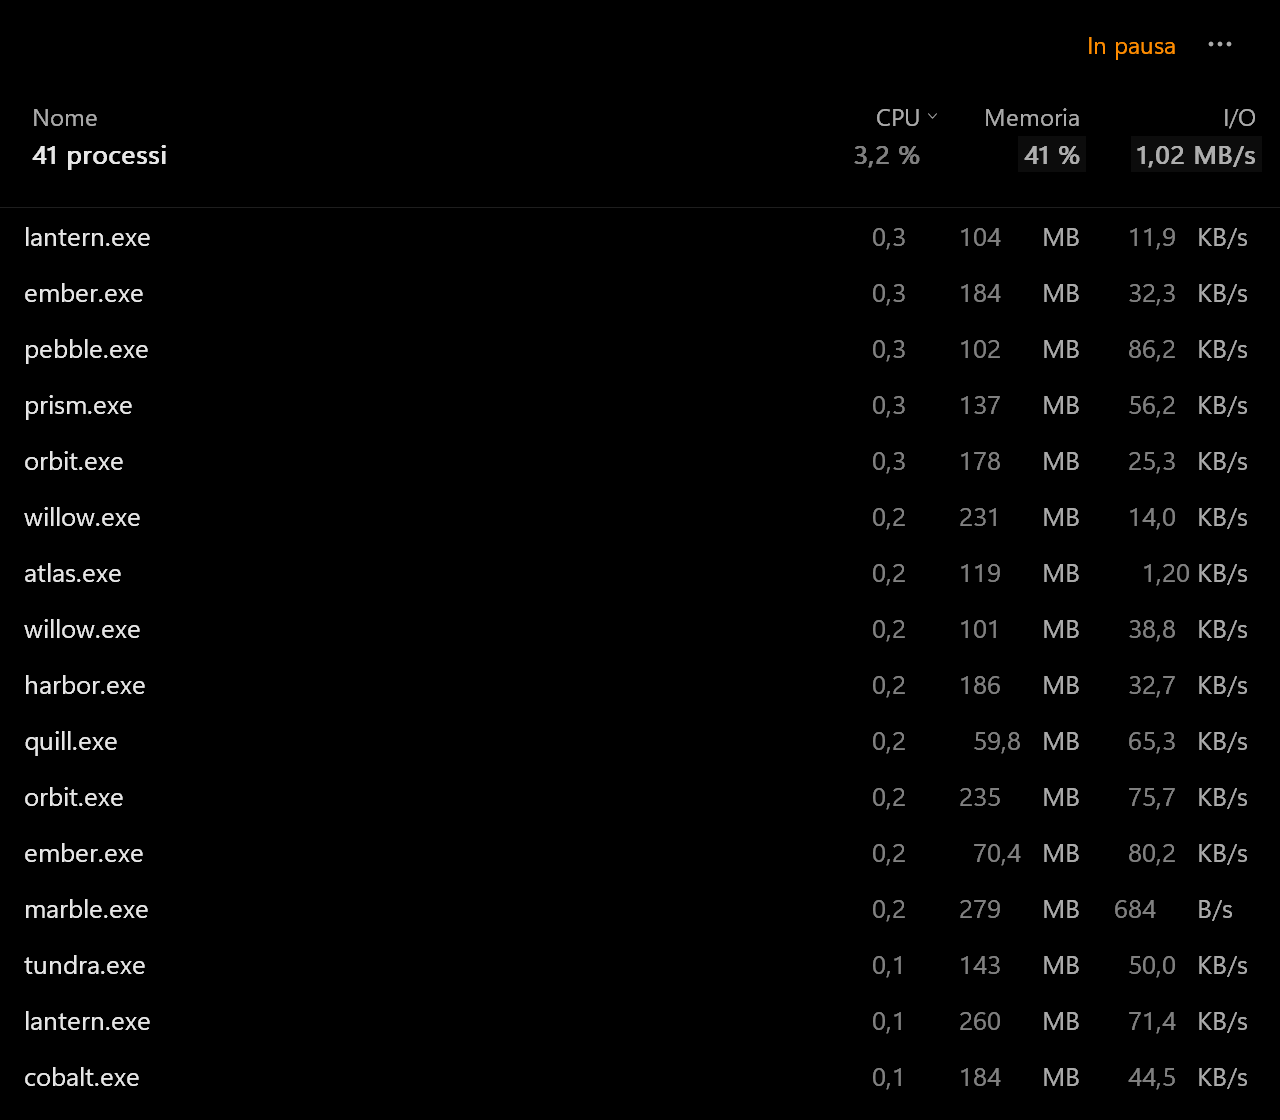 In pausa ···
Nome CPU Memoria I/O
41 processi 3,2 % 41 % 1,02 MB/s
lantern.exe 0,3 104 MB 11,9 KB/s
ember.exe 0,3 184 MB 32,3 KB/s
pebble.exe 0,3 102 MB 86,2 KB/s
prism.exe 0,3 137 MB 56,2 KB/s
orbit.exe 0,3 178 MB 25,3 KB/s
willow.exe 0,2 231 MB 14,0 KB/s
atlas.exe 0,2 119 MB 1,20 KB/s
willow.exe 0,2 101 MB 38,8 KB/s
harbor.exe 0,2 186 MB 32,7 KB/s
quill.exe 0,2 59,8 MB 65,3 KB/s
orbit.exe 0,2 235 MB 75,7 KB/s
ember.exe 0,2 70,4 MB 80,2 KB/s
marble.exe 0,2 279 MB 684 B/s
tundra.exe 0,1 143 MB 50,0 KB/s
lantern.exe 0,1 260 MB 71,4 KB/s
cobalt.exe 0,1 184 MB 44,5 KB/s